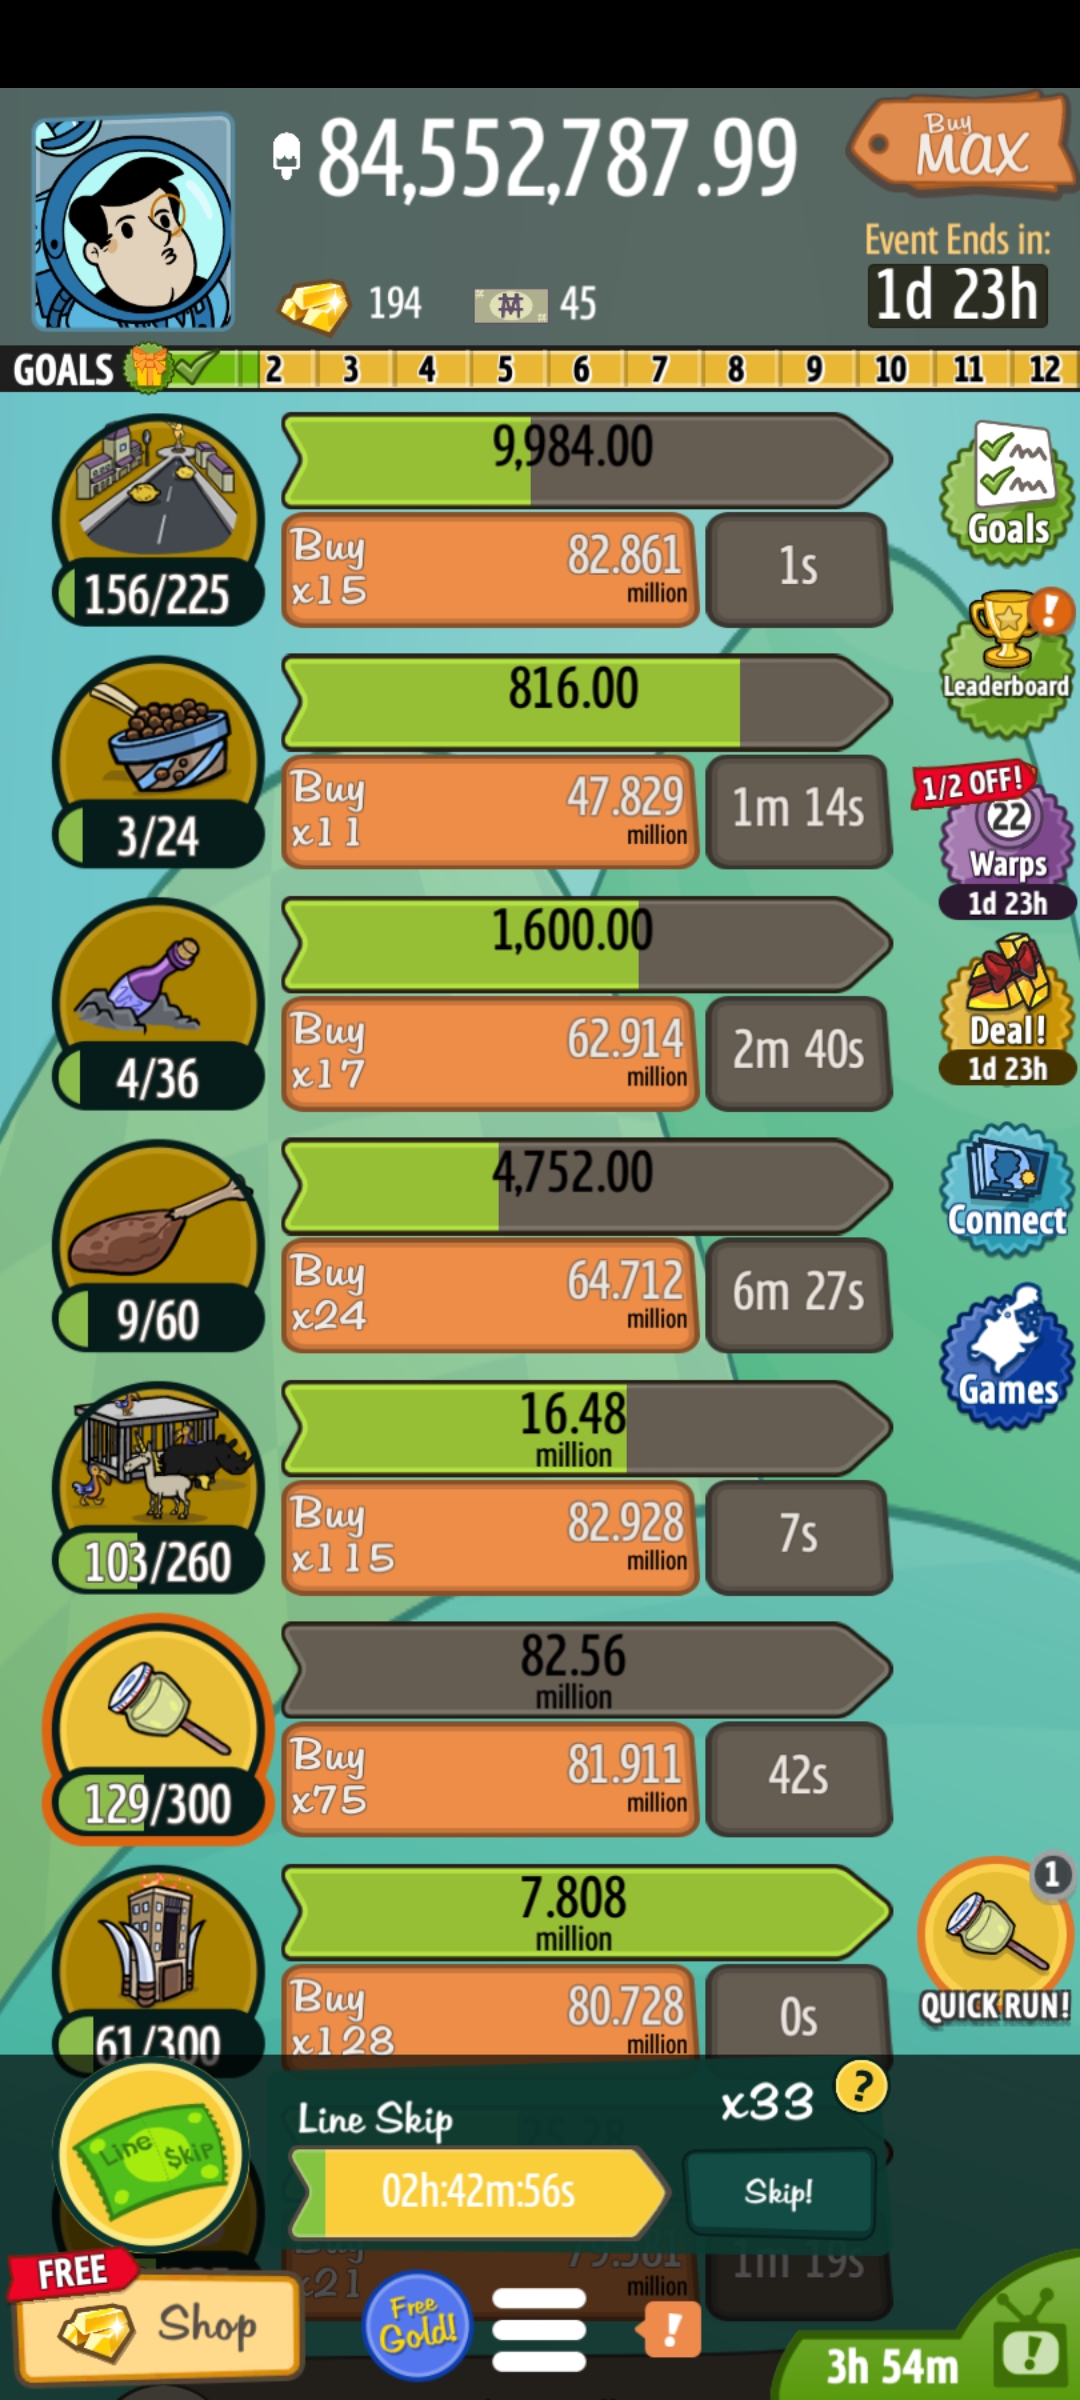 84,552,787.99
Buy
MAX
Event Ends in:
1d 23h
194
45
GOALS 2 3 4 5 6 7 8 9 10 11 12
9,984.00
Buy
x15
82.861
million
1s
156/225
Goals
816.00
Buy
x11
47.829
million
1m 14s
3/24
Leaderboard
1/2 OFF!
22
Warps
1d 23h
1,600.00
Buy
x17
62.914
million
2m 40s
4/36
Deal!
1d 23h
4,752.00
Buy
x24
64.712
million
6m 27s
9/60
Connect
Games
16.48
million
Buy
x115
82.928
million
7s
103/260
82.56
million
Buy
x75
81.911
million
42s
129/300
7.808
million
Buy
x128
80.728
million
0s
61/300
1
QUICK RUN!
Line Skip
x33
?
Line $kip
02h:42m:56s
Skip!
Buy
x21
million
1m 19s
FREE
Shop
Free
Gold!
!
3h 54m
!